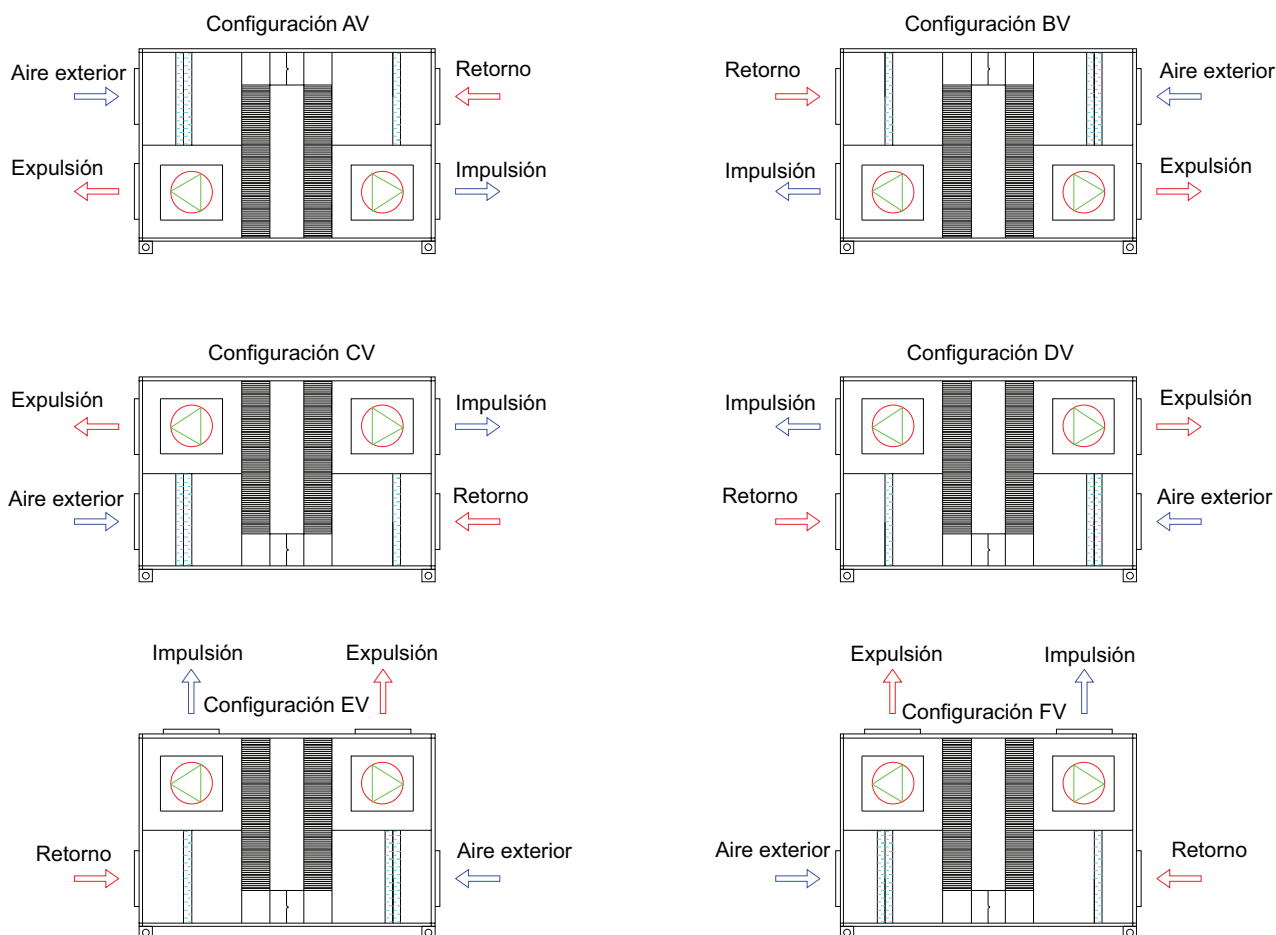 Configuración AV
Aire exterior
Retorno
Expulsión
Impulsión
Configuración BV
Retorno
Aire exterior
Impulsión
Expulsión
Configuración CV
Expulsión
Impulsión
Aire exterior
Retorno
Configuración DV
Impulsión
Expulsión
Retorno
Aire exterior
Impulsión
Expulsión
Configuración EV
Retorno
Aire exterior
Expulsión
Impulsión
Configuración FV
Aire exterior
Retorno